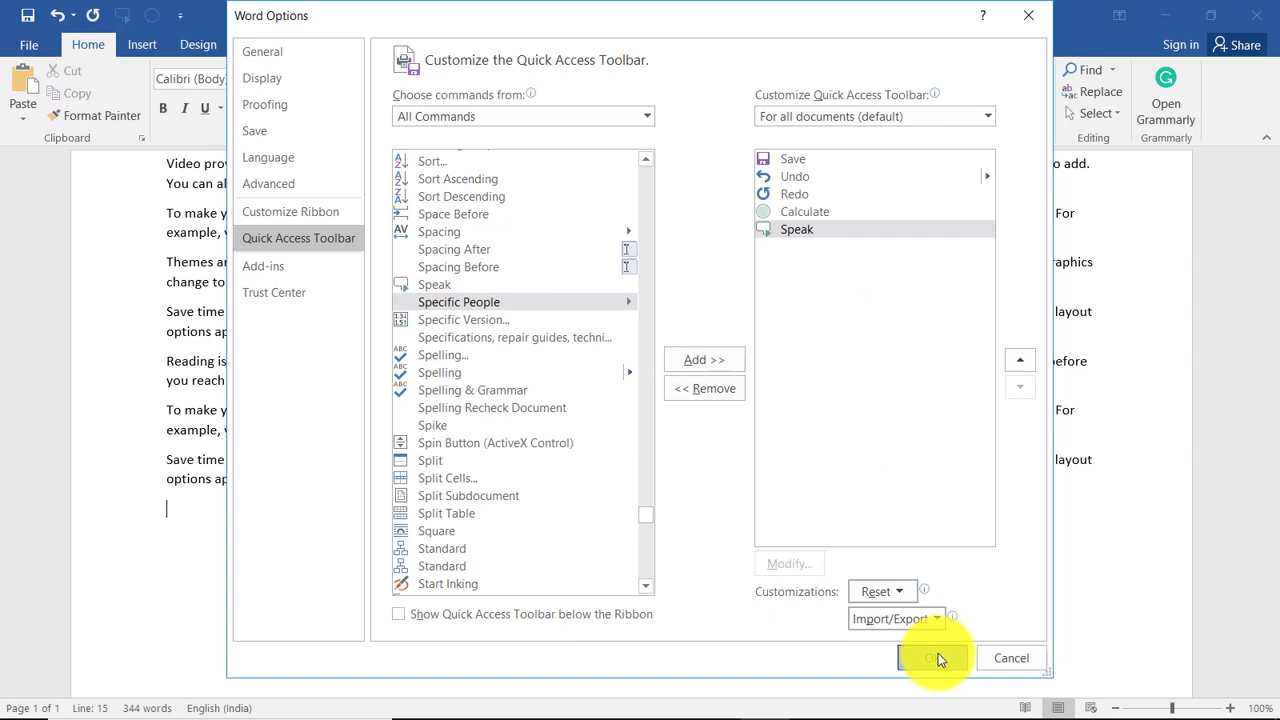 Word Options
?
File
Home
Insert
Design
Sign in
Share
Paste
Cut
Copy
Format Painter
Clipboard
Calibri (Body)
B I U
Find
Replace
Select
Editing
Open
Grammarly
Grammarly
General
Display
Proofing
Save
Language
Advanced
Customize Ribbon
Quick Access Toolbar
Add-ins
Trust Center
Customize the Quick Access Toolbar.
Choose commands from:
All Commands
Sort...
Sort Ascending
Sort Descending
Space Before
Spacing
Spacing After
Spacing Before
Speak
Specific People
Specific Version...
Specifications, repair guides, techni...
Spelling...
Spelling
Spelling & Grammar
Spelling Recheck Document
Spike
Spin Button (ActiveX Control)
Split
Split Cells...
Split Subdocument
Split Table
Square
Standard
Standard
Start Inking
Show Quick Access Toolbar below the Ribbon
Add >>
<< Remove
Customize Quick Access Toolbar:
For all documents (default)
Save
Undo
Redo
Calculate
Speak
Modify...
Customizations:
Reset
Import/Export
Cancel
Video prov
o add.
You can al
To make y
For
example, y
Themes an
raphics
change to
Save time
layout
options ap
Reading is
before
you reach
To make y
For
example, y
Save time
layout
options ap
Page 1 of 1
Line: 15
344 words
English (India)
100%